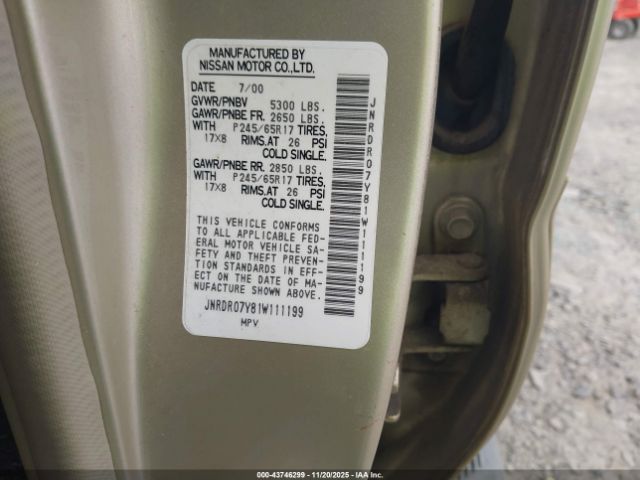 MANUFACTURED BY
NISSAN MOTOR CO.,LTD.
DATE 7/00
GVWR/PNBV 5300 LBS.
GAWR/PNBE FR. 2650 LBS.
WITH P245/65R17 TIRES,
17X8 RIMS.AT 26 PSI
COLD SINGLE.
GAWR/PNBE RR. 2850 LBS.
WITH P245/65R17 TIRES,
17X8 RIMS.AT 26 PSI
COLD SINGLE.
THIS VEHICLE CONFORMS
TO ALL APPLICABLE FED-
ERAL MOTOR VEHICLE SA-
FETY AND THEFT PREVEN-
TION STANDARDS IN EFF-
ECT ON THE DATE OF MA-
NUFACTURE SHOWN ABOVE.
JNRDR07Y81W111199
MPV
JNRDR07Y81W111199
000-43746299 - 11/20/2025 - IAA Inc.